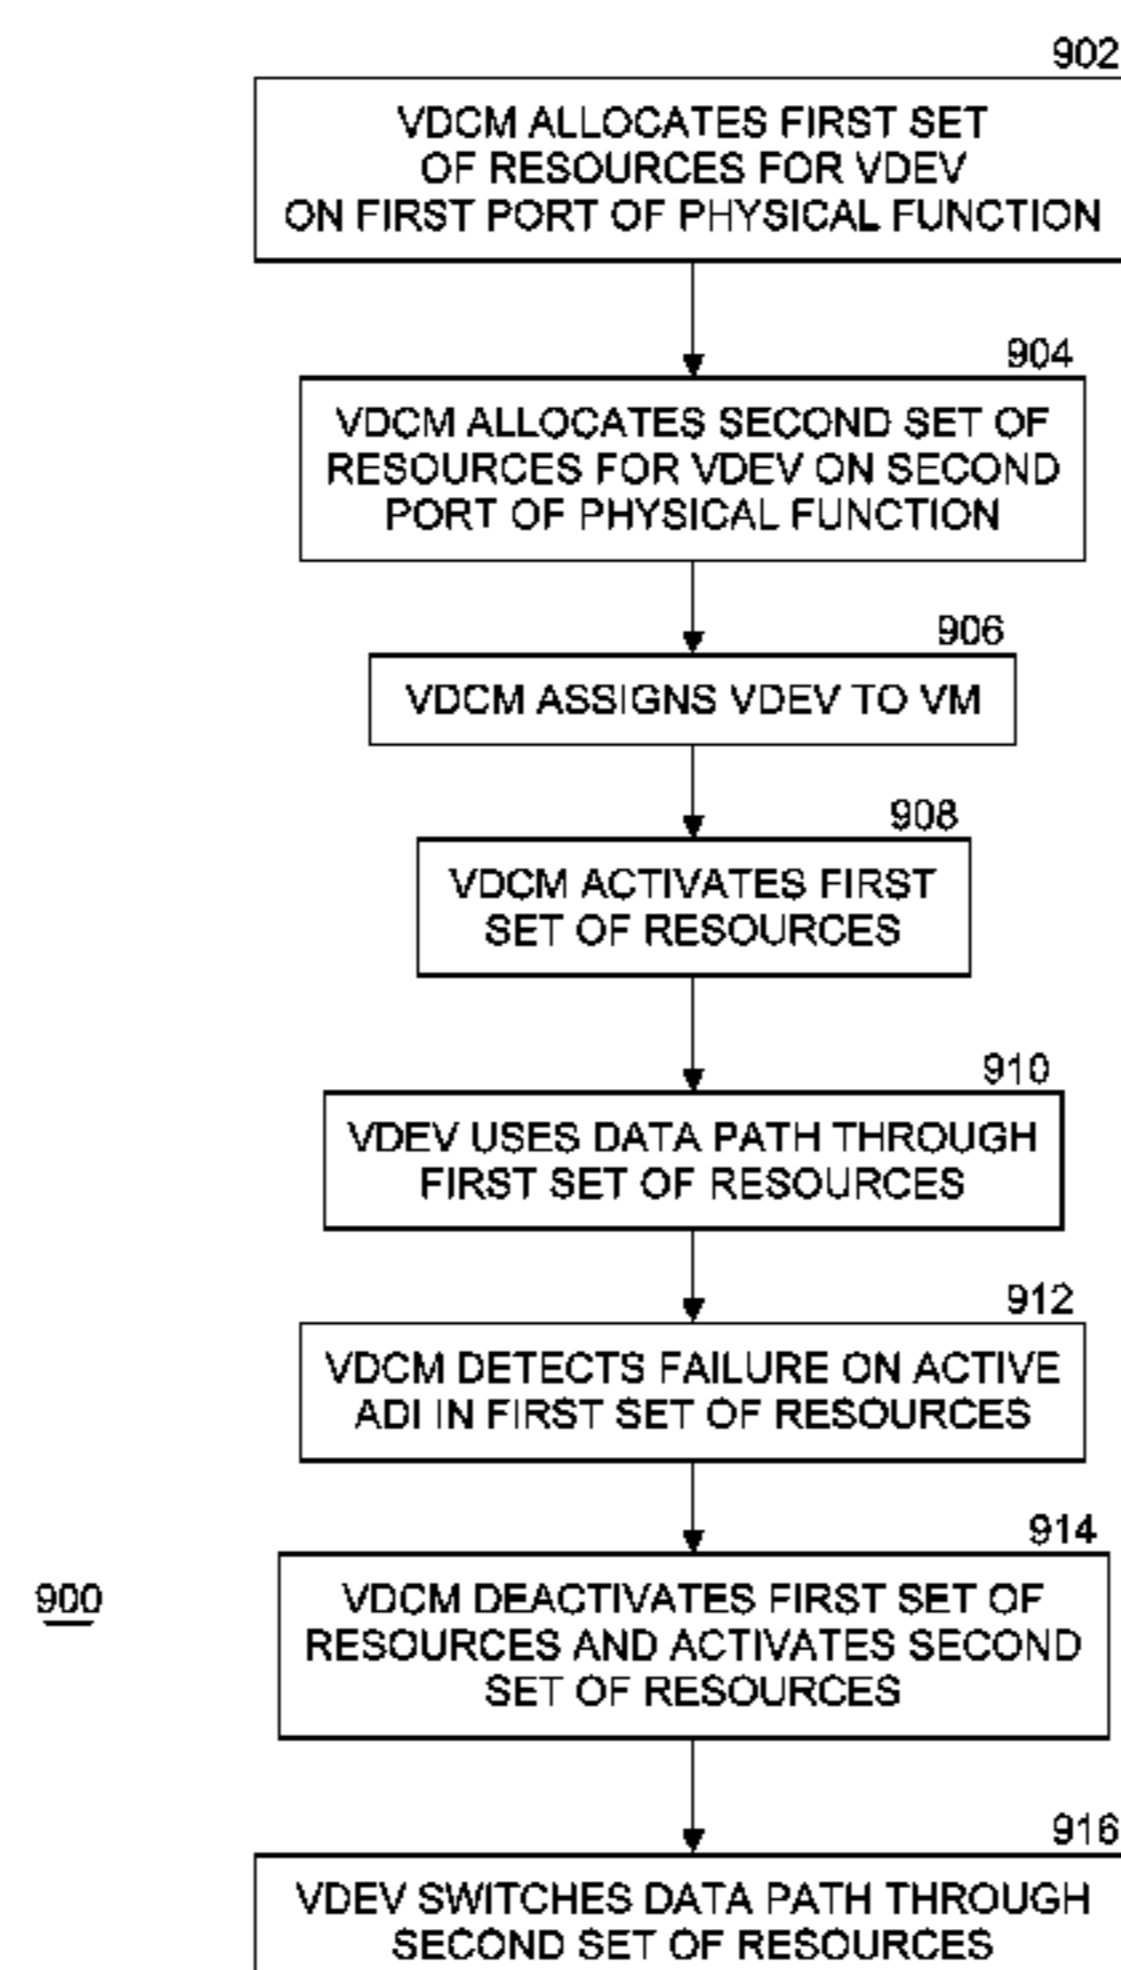 902
VDCM ALLOCATES FIRST SET
OF RESOURCES FOR VDEV
ON FIRST PORT OF PHYSICAL FUNCTION
904
VDCM ALLOCATES SECOND SET OF
RESOURCES FOR VDEV ON SECOND
PORT OF PHYSICAL FUNCTION
906
VDCM ASSIGNS VDEV TO VM
908
VDCM ACTIVATES FIRST
SET OF RESOURCES
910
VDEV USES DATA PATH THROUGH
FIRST SET OF RESOURCES
912
VDCM DETECTS FAILURE ON ACTIVE
ADI IN FIRST SET OF RESOURCES
914
900
VDCM DEACTIVATES FIRST SET OF
RESOURCES AND ACTIVATES SECOND
SET OF RESOURCES
916
VDEV SWITCHES DATA PATH THROUGH
SECOND SET OF RESOURCES